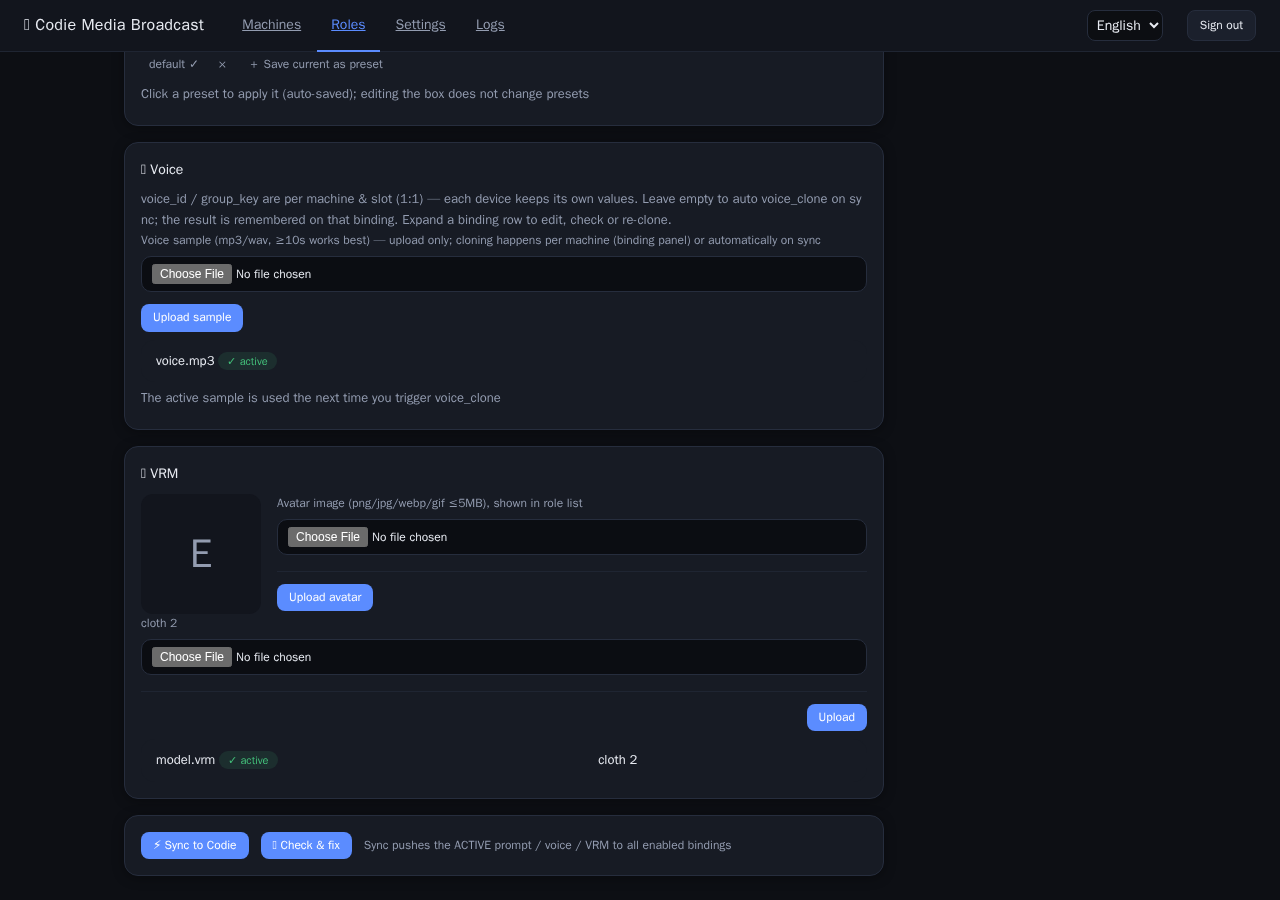 Codie Media Broadcast
Machines
Roles
Settings
Logs
English
Sign out
default ✓ × + Save current as preset
Click a preset to apply it (auto-saved); editing the box does not change presets
Voice
voice_id / group_key are per machine & slot (1:1) — each device keeps its own values. Leave empty to auto voice_clone on sy
nc; the result is remembered on that binding. Expand a binding row to edit, check or re-clone.
Voice sample (mp3/wav, ≥10s works best) — upload only; cloning happens per machine (binding panel) or automatically on sync
Choose File No file chosen
Upload sample
voice.mp3 ✓ active
The active sample is used the next time you trigger voice_clone
VRM
E
Avatar image (png/jpg/webp/gif ≤5MB), shown in role list
Choose File No file chosen
Upload avatar
cloth 2
Choose File No file chosen
Upload
model.vrm ✓ active
cloth 2
⚡ Sync to Codie
Check & fix
Sync pushes the ACTIVE prompt / voice / VRM to all enabled bindings